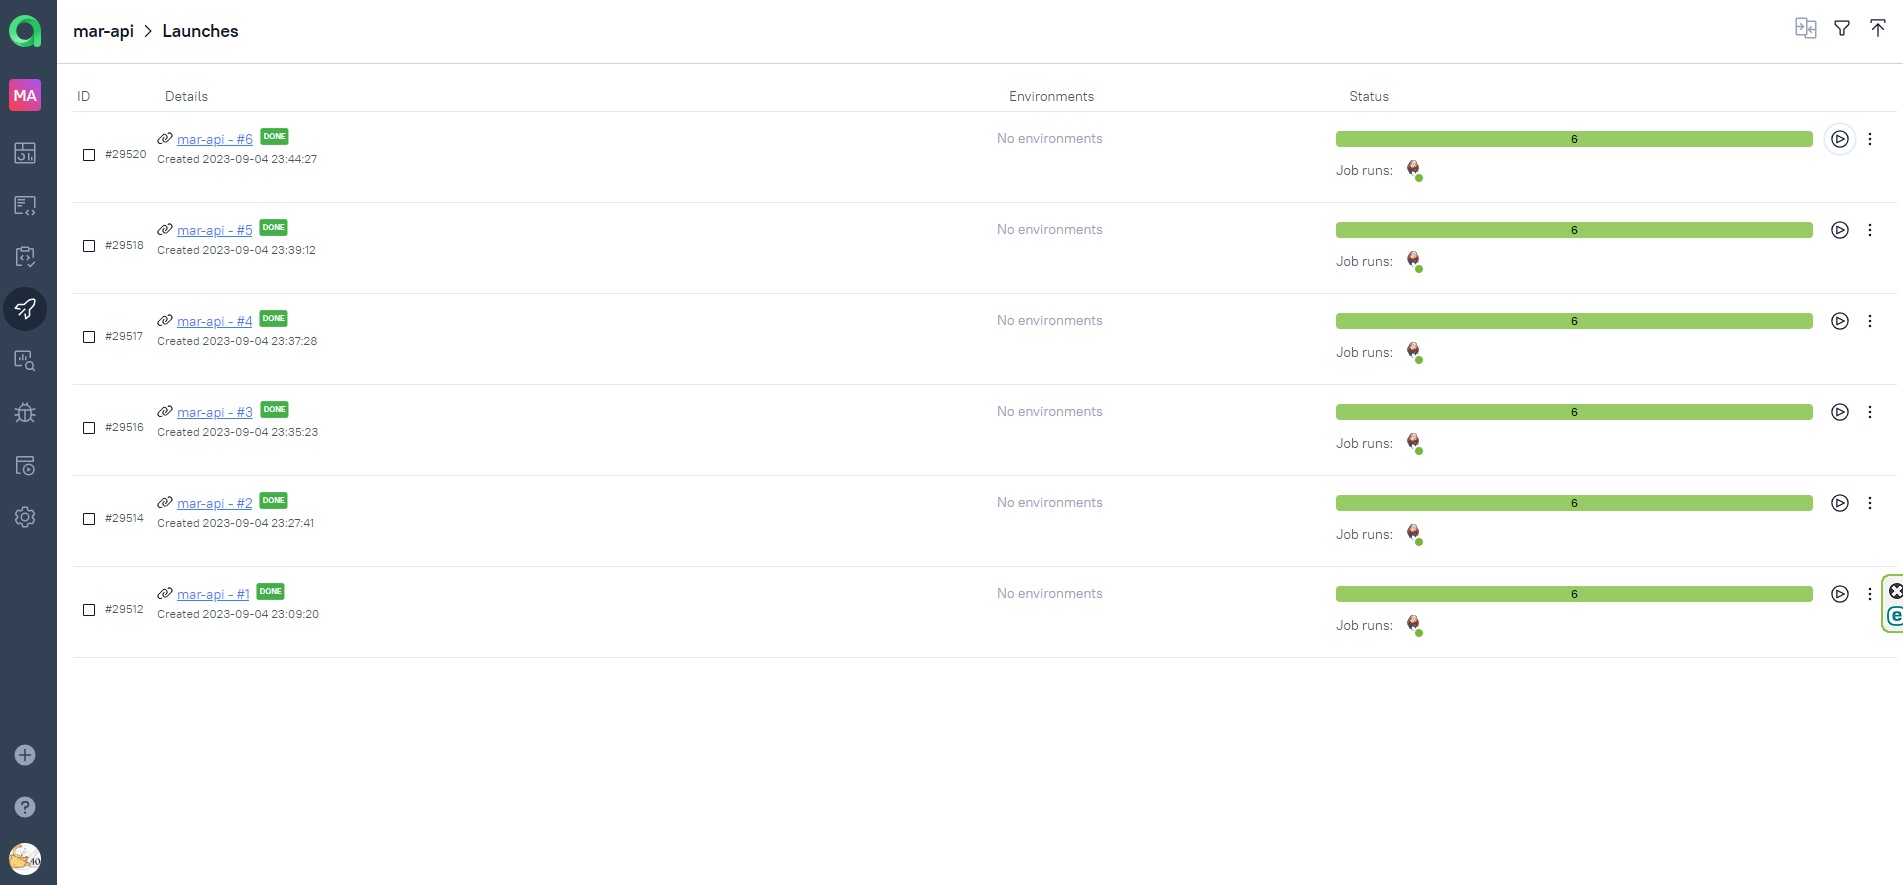 mar-api > Launches
MA
ID Details Environments Status
#29520 mar-api - #6 DONE No environments 6
Created 2023-09-04 23:44:27
Job runs:
#29518 mar-api - #5 DONE No environments 6
Created 2023-09-04 23:39:12
Job runs:
#29517 mar-api - #4 DONE No environments 6
Created 2023-09-04 23:37:28
Job runs:
#29516 mar-api - #3 DONE No environments 6
Created 2023-09-04 23:35:23
Job runs:
#29514 mar-api - #2 DONE No environments 6
Created 2023-09-04 23:27:41
Job runs:
#29512 mar-api - #1 DONE No environments 6
Created 2023-09-04 23:09:20
Job runs:
40